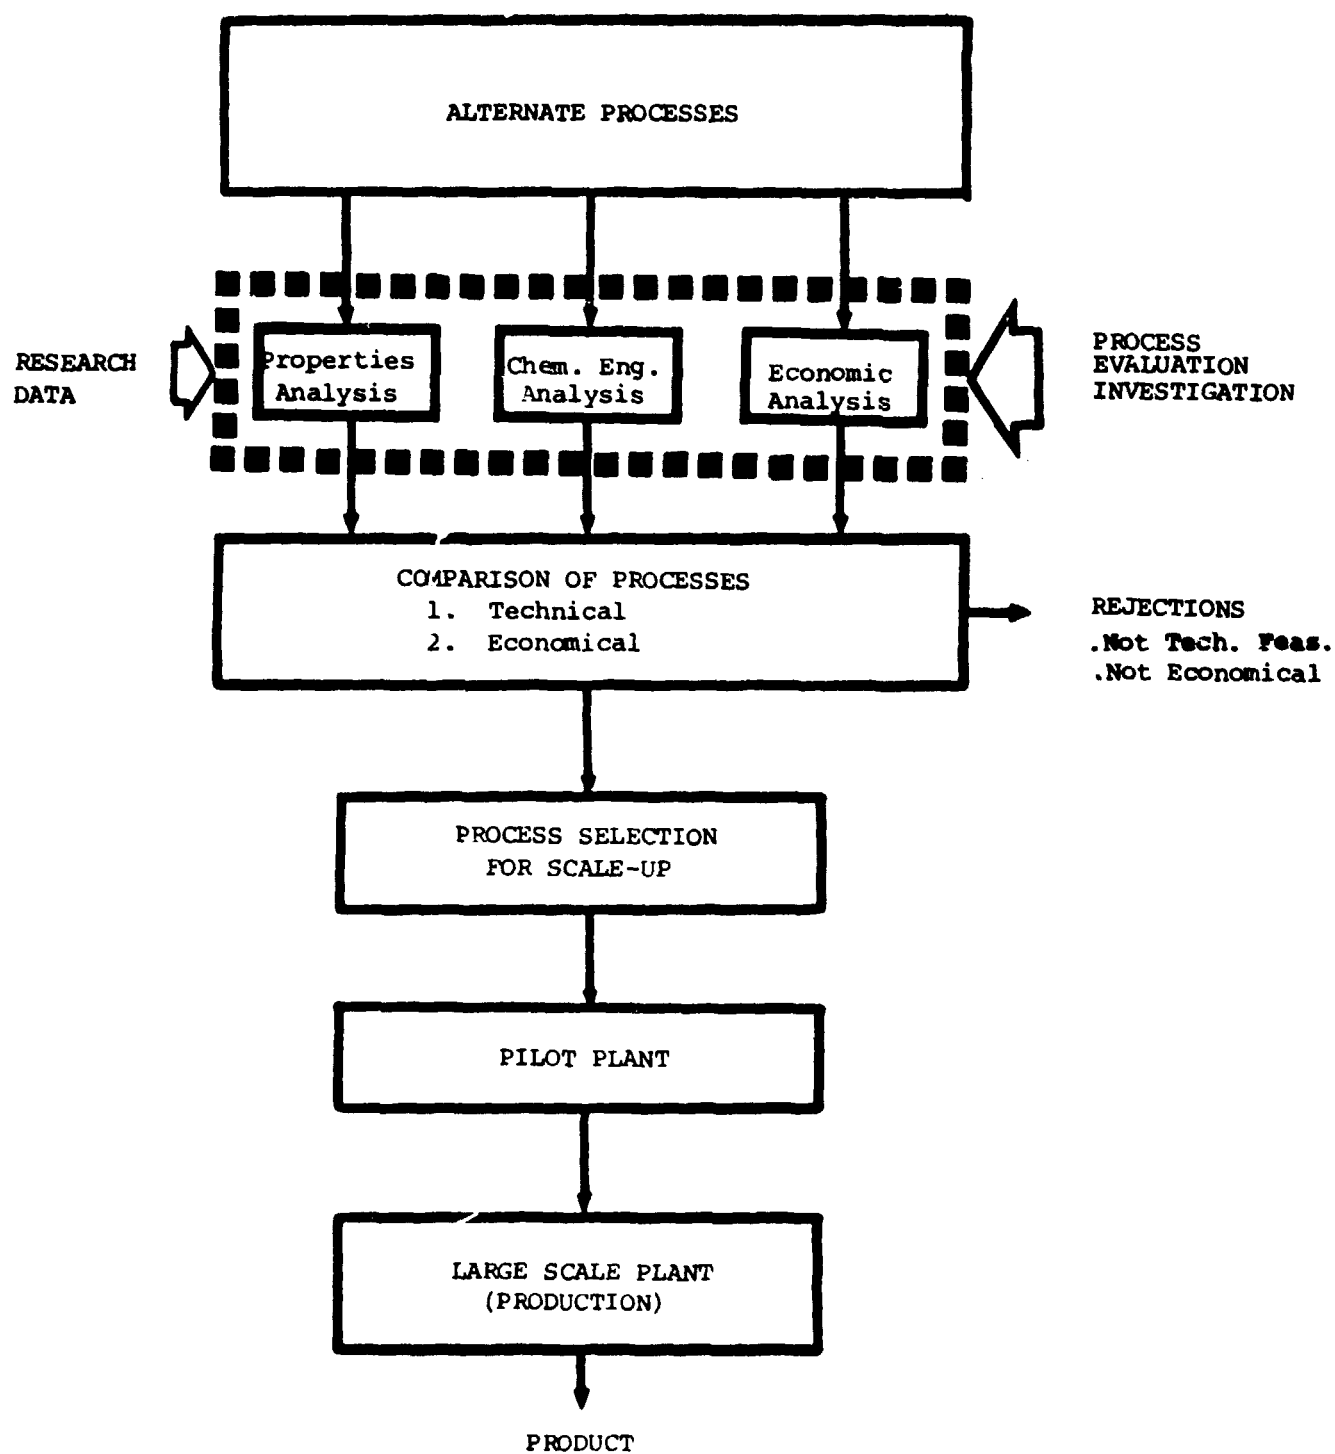 ALTERNATE PROCESSES
RESEARCH
DATA
Properties
Analysis
Chem. Eng.
Analysis
Economic
Analysis
PROCESS
EVALUATION
INVESTIGATION
COMPARISON OF PROCESSES
1. Technical
2. Economical
REJECTIONS
.Not Tech. Feas.
.Not Economical
PROCESS SELECTION
FOR SCALE-UP
PILOT PLANT
LARGE SCALE PLANT
(PRODUCTION)
PRODUCT